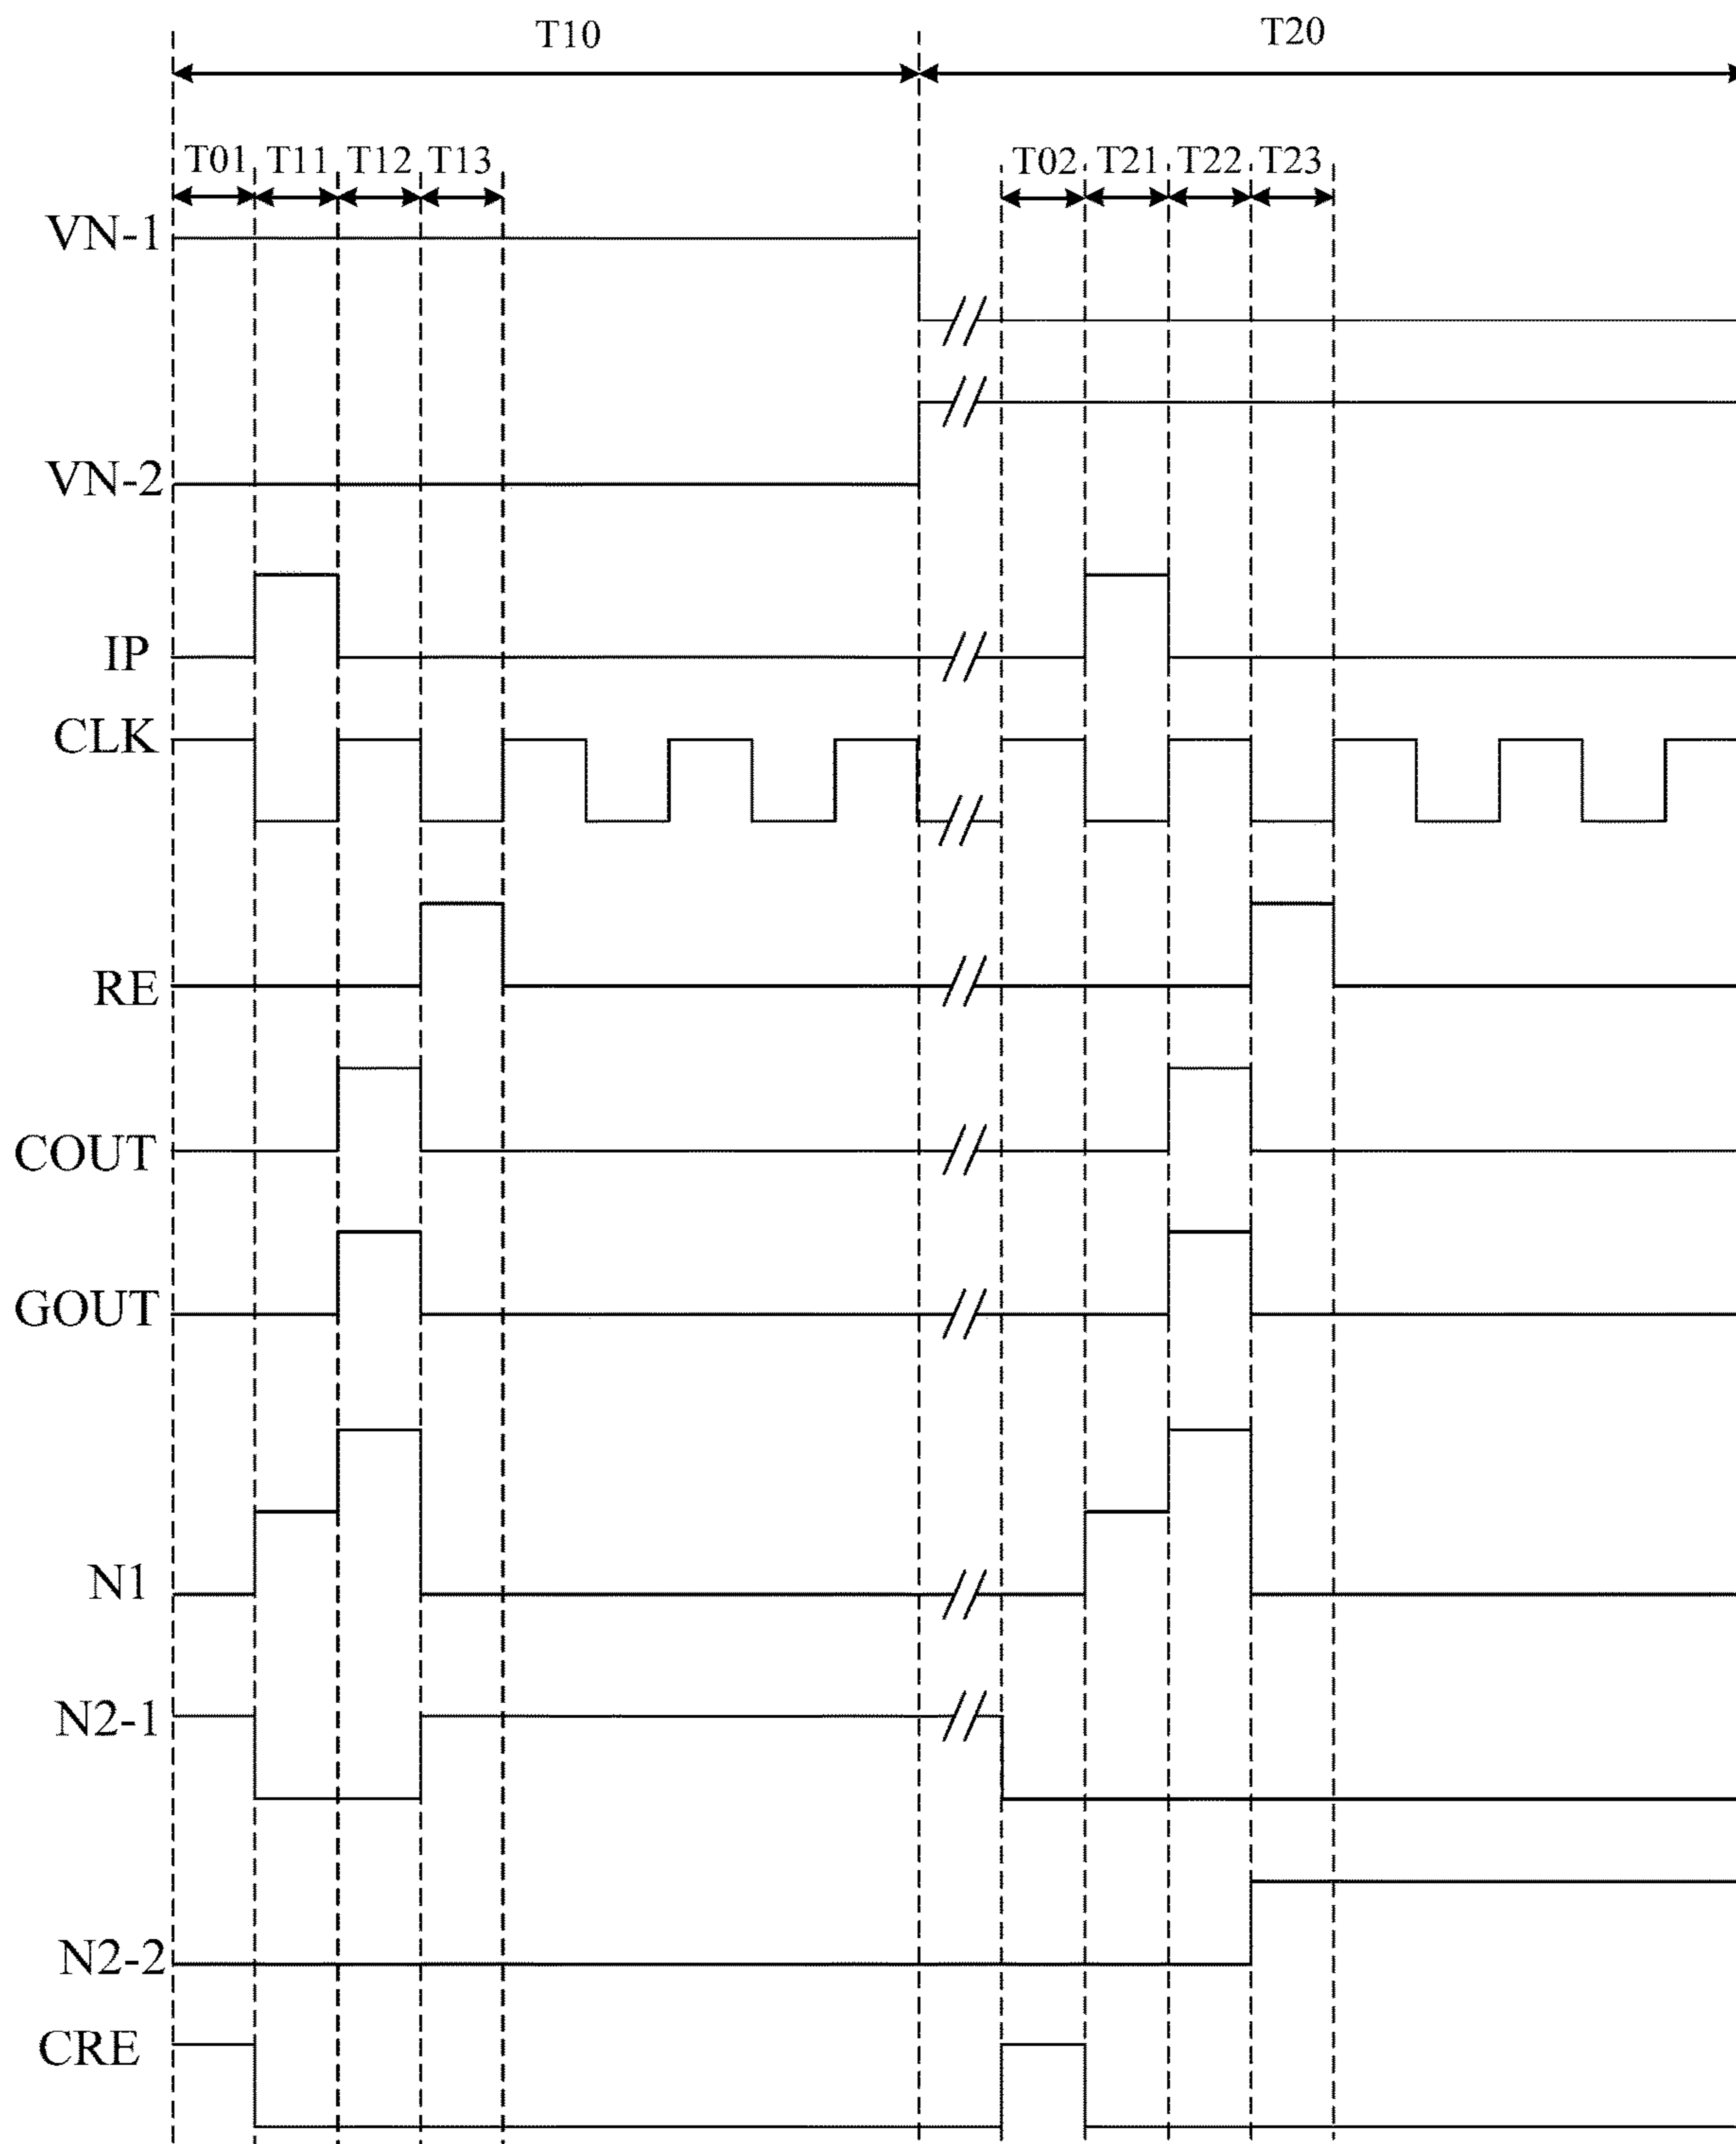 T10 T20
T01 T11 T12 T13 T02 T21 T22 T23
VN-1
VN-2
IP
CLK
RE
COUT
GOUT
N1
N2-1
N2-2
CRE